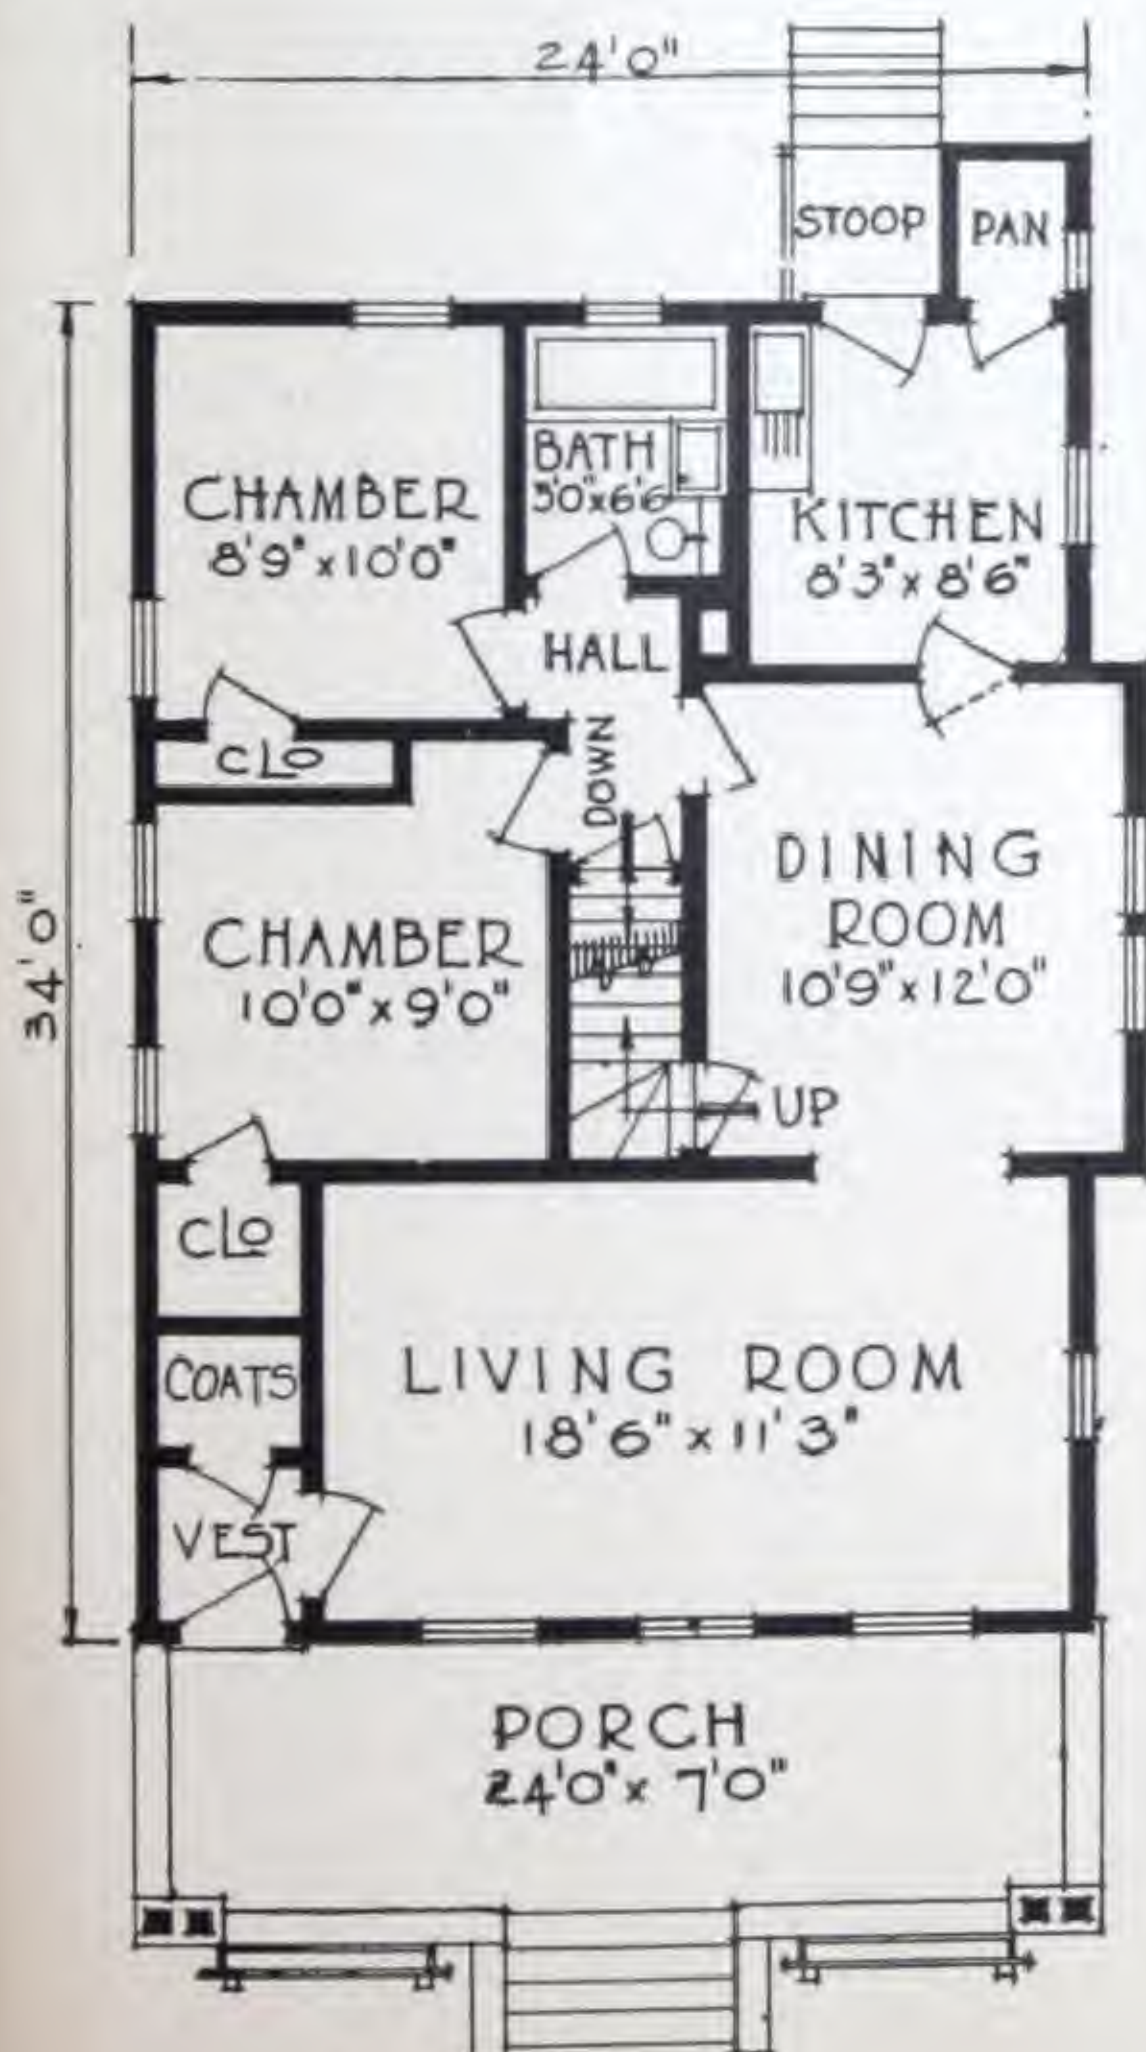 24'0"
STOOP
PAN
CHAMBER
8'9" x 10'0"
BATH
5'0" x 6'6"
KITCHEN
8'3" x 8'6"
HALL
CLO
DOWN
DINING
ROOM
10'9" x 12'0"
34'0"
CHAMBER
10'0" x 9'0"
UP
CLO
COATS
LIVING ROOM
18'6" x 11'3"
VEST
PORCH
24'0" x 7'0"